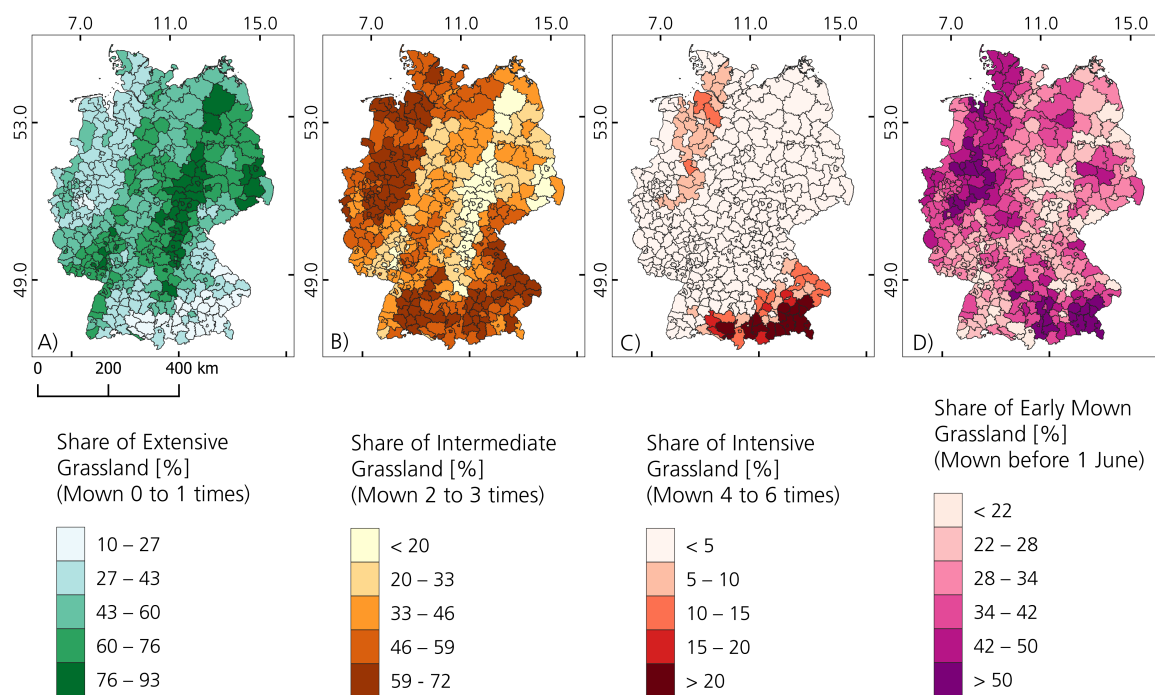 7.0 11.0 15.0 7.0 11.0 15.0 7.0 11.0 15.0 7.0 11.0 15.0
53.0 53.0 53.0 53.0
49.0 49.0 49.0 49.0
A) B) C) D)
0 200 400 km
Share of Extensive
Grassland [%]
(Mown 0 to 1 times)
10 – 27
27 – 43
43 – 60
60 – 76
76 – 93
Share of Intermediate
Grassland [%]
(Mown 2 to 3 times)
< 20
20 – 33
33 – 46
46 – 59
59 - 72
Share of Intensive
Grassland [%]
(Mown 4 to 6 times)
< 5
5 – 10
10 – 15
15 – 20
> 20
Share of Early Mown
Grassland [%]
(Mown before 1 June)
< 22
22 – 28
28 – 34
34 – 42
42 – 50
> 50